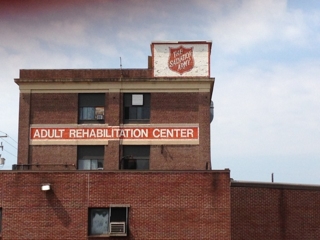 The
SALVATION
ARMY
ADULT REHABILITATION CENTER